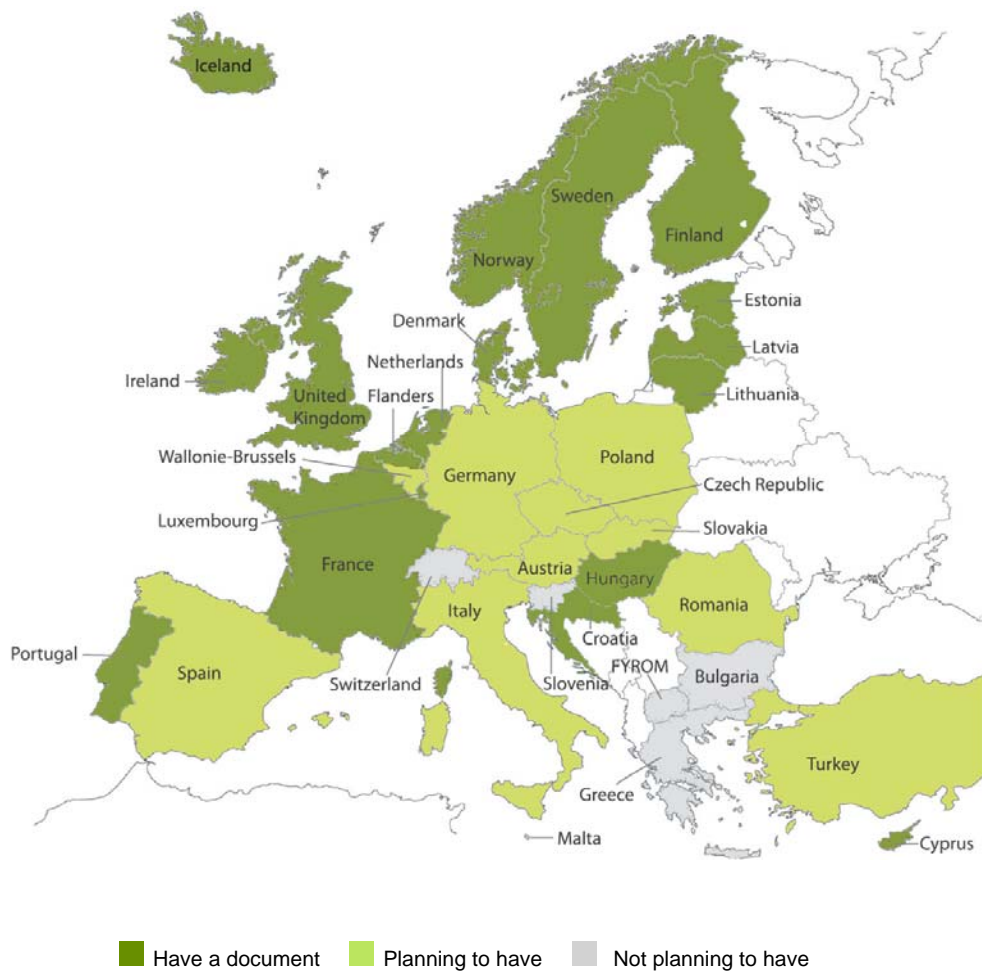 Iceland
Sweden
Finland
Norway
Estonia
Denmark
Latvia
Netherlands
Ireland
United
Kingdom
Flanders
Lithuania
Wallonie-Brussels
Germany
Poland
Czech Republic
Luxembourg
Slovakia
France
Austria
Hungary
Italy
Romania
Croatia
Portugal
Spain
Switzerland
Slovenia
FYROM
Bulgaria
Turkey
Greece
Malta
Cyprus
Have a document
Planning to have
Not planning to have